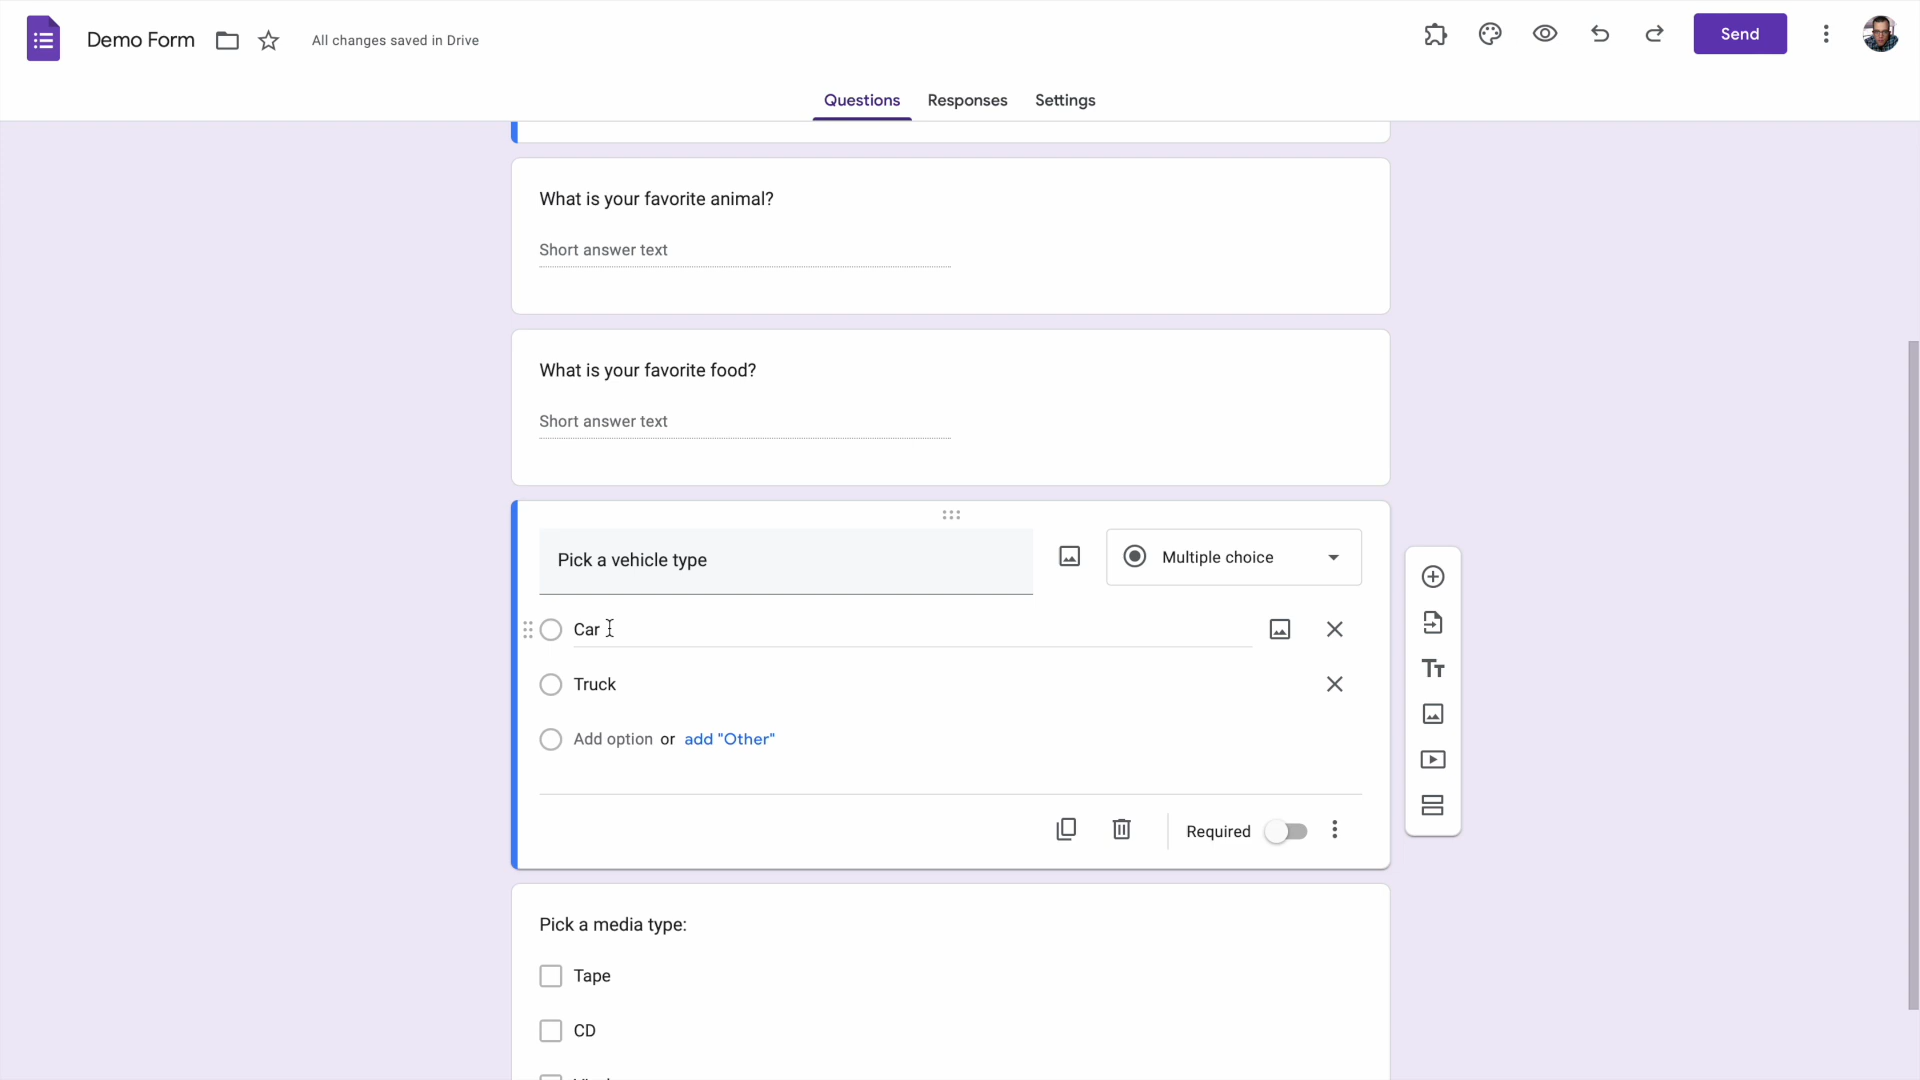 Demo Form
All changes saved in Drive
Send
Questions Responses Settings
What is your favorite animal?
Short answer text
What is your favorite food?
Short answer text
Pick a vehicle type
Multiple choice
Car
Tт
Truck
Add option or add "Other"
Required
Pick a media type:
Tape
CD